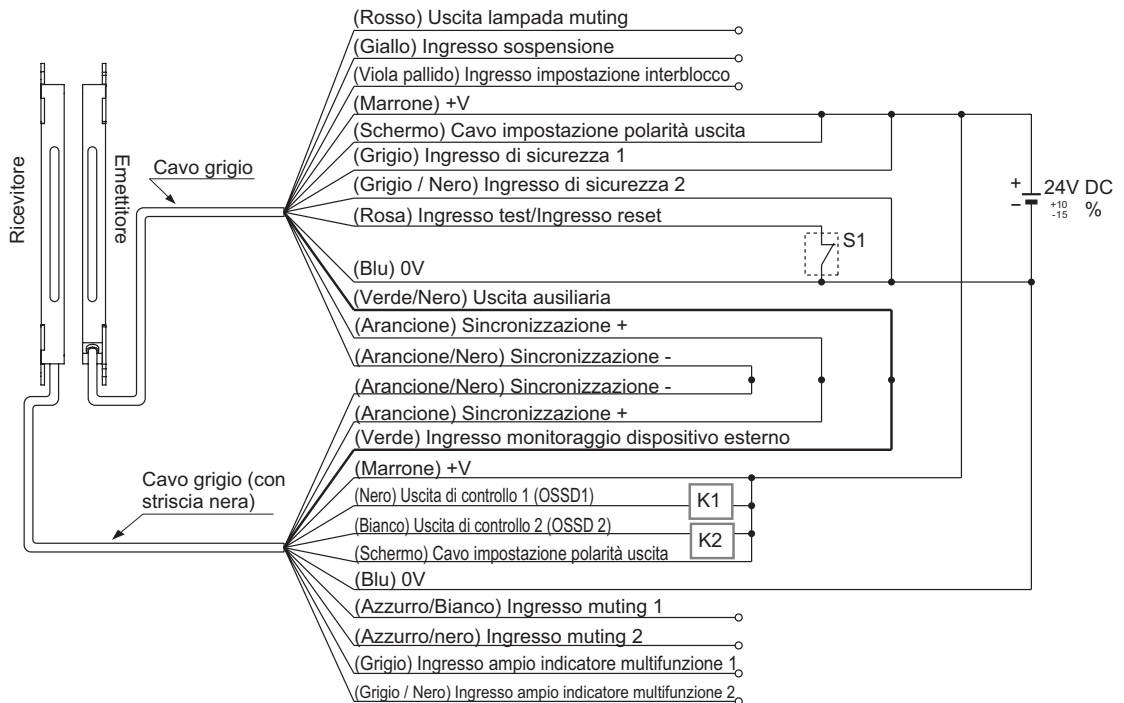 (Rosso) Uscita lampada muting
(Giallo) Ingresso sospensione
(Viola pallido) Ingresso impostazione interblocco
(Marrone) +V
(Schermo) Cavo impostazione polarità uscita
(Grigio) Ingresso di sicurezza 1
(Grigio / Nero) Ingresso di sicurezza 2
(Rosa) Ingresso test/Ingresso reset
S1
(Blu) 0V
(Verde/Nero) Uscita ausiliaria
(Arancione) Sincronizzazione +
(Arancione/Nero) Sincronizzazione -
(Arancione/Nero) Sincronizzazione -
(Arancione) Sincronizzazione +
(Verde) Ingresso monitoraggio dispositivo esterno
(Marrone) +V
(Nero) Uscita di controllo 1 (OSSD1)
K1
(Bianco) Uscita di controllo 2 (OSSD 2)
K2
(Schermo) Cavo impostazione polarità uscita
(Blu) 0V
(Azzurro/Bianco) Ingresso muting 1
(Azzurro/nero) Ingresso muting 2
(Grigio) Ingresso ampio indicatore multifunzione 1
(Grigio / Nero) Ingresso ampio indicatore multifunzione 2
Ricevitore
Emettitore
Cavo grigio
Cavo grigio (con
striscia nera)
+
−
24V DC
+10
-15 %